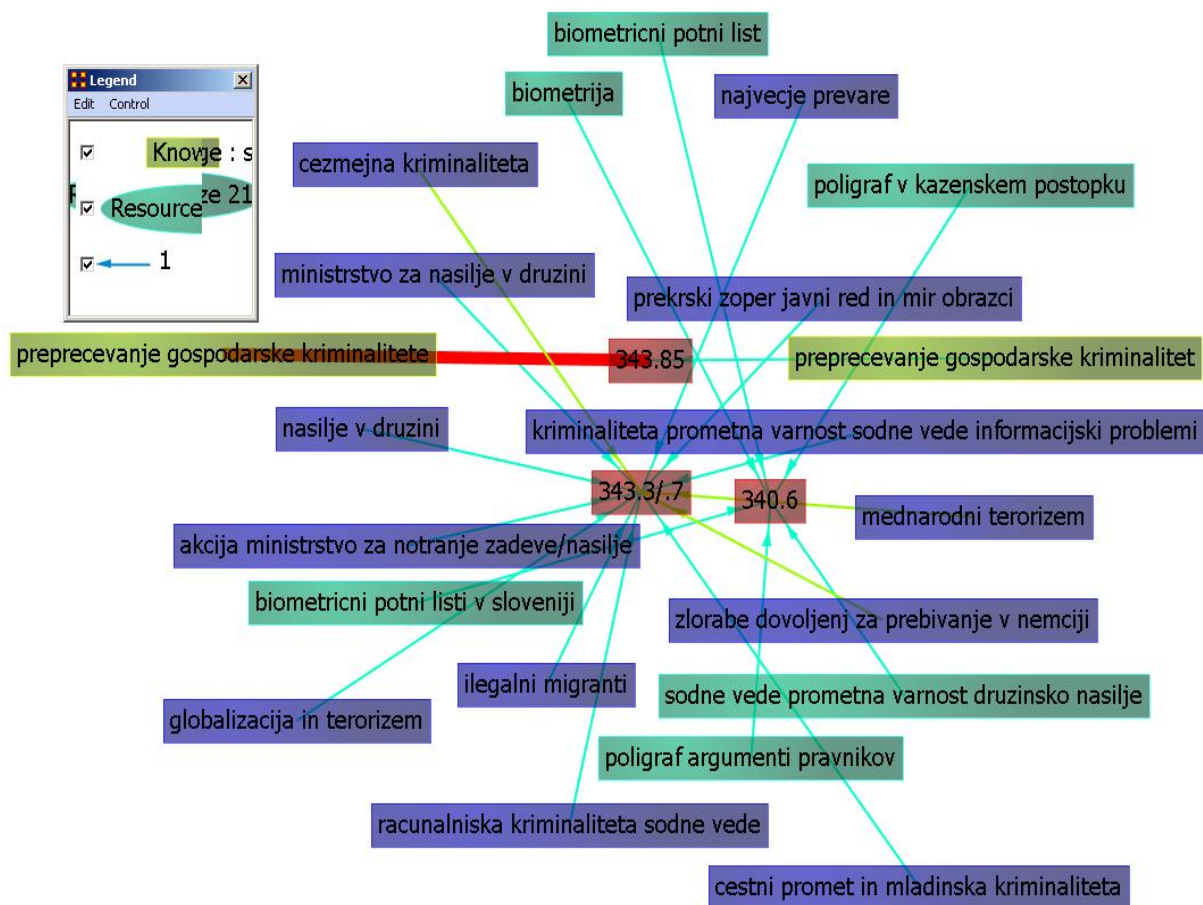 biometricni potni list
Legend
Edit Control
biometrija
najvecje prevare
cezmejna kriminaliteta
poligraf v kazenskem postopku
Resource
1
ministrstvo za nasilje v druzini
prekrski zoper javni red in mir obrazci
preprecevanje gospodarske kriminalitete
343.85
preprecevanje gospodarske kriminalitet
nasilje v druzini
kriminaliteta prometna varnost sodne vede informacijski problemi
343.3/.7
340.6
mednarodni terorizem
akcija ministrstvo za notranje zadeve/nasilje
biometricni potni listi v sloveniji
zlorabe dovoljenj za prebivanje v nemciji
ilegalni migranti
sodne vede prometna varnost druzinsko nasilje
globalizacija in terorizem
poligraf argumenti pravnikov
racunalniska kriminaliteta sodne vede
cestni promet in mladinska kriminaliteta